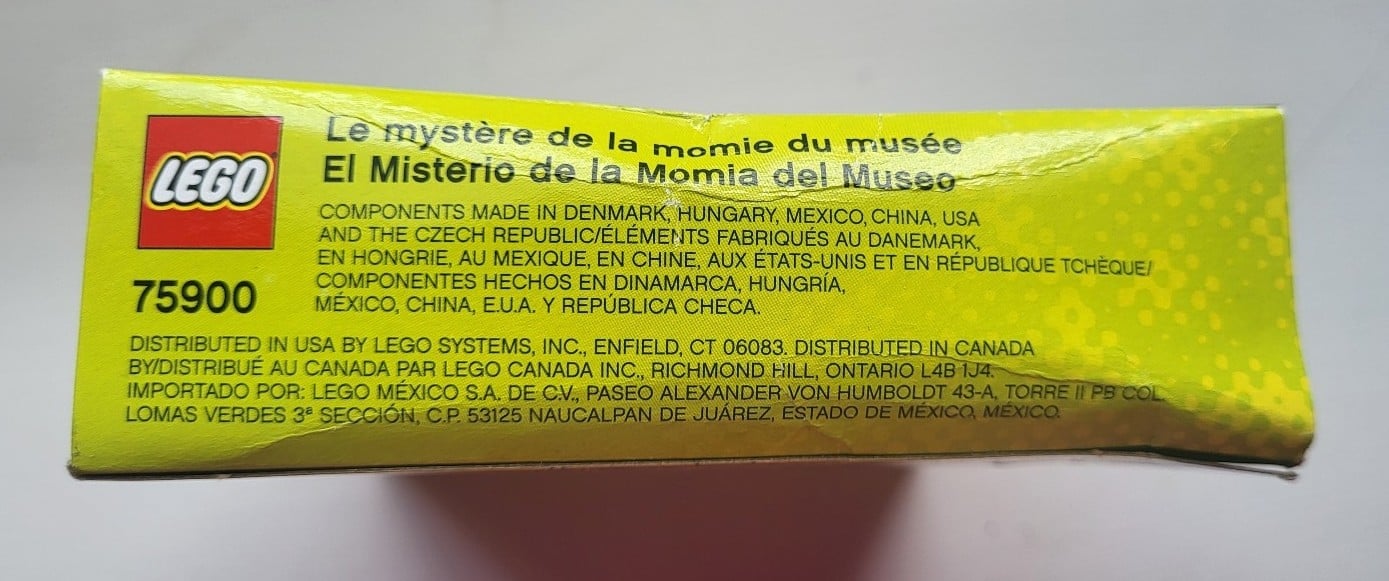 LEGO
Le mystère de la momie du musée
El Misterio de la Momia del Museo
COMPONENTS MADE IN DENMARK, HUNGARY, MEXICO, CHINA, USA
AND THE CZECH REPUBLIC/ÉLÉMENTS FABRIQUÉS AU DANEMARK,
EN HONGRIE, AU MEXIQUE, EN CHINE, AUX ÉTATS-UNIS ET EN RÉPUBLIQUE TCHÈQUE/
COMPONENTES HECHOS EN DINAMARCA, HUNGRÍA,
MÉXICO, CHINA, E.U.A. Y REPÚBLICA CHECA.
75900
DISTRIBUTED IN USA BY LEGO SYSTEMS, INC., ENFIELD, CT 06083. DISTRIBUTED IN CANADA
BY/DISTRIBUÉ AU CANADA PAR LEGO CANADA INC., RICHMOND HILL, ONTARIO L4B 1J4.
IMPORTADO POR: LEGO MÉXICO S.A. DE C.V., PASEO ALEXANDER VON HUMBOLDT 43-A, TORRE II PB COL.
LOMAS VERDES 3ª SECCIÓN, C.P. 53125 NAUCALPAN DE JUÁREZ, ESTADO DE MÉXICO, MÉXICO.